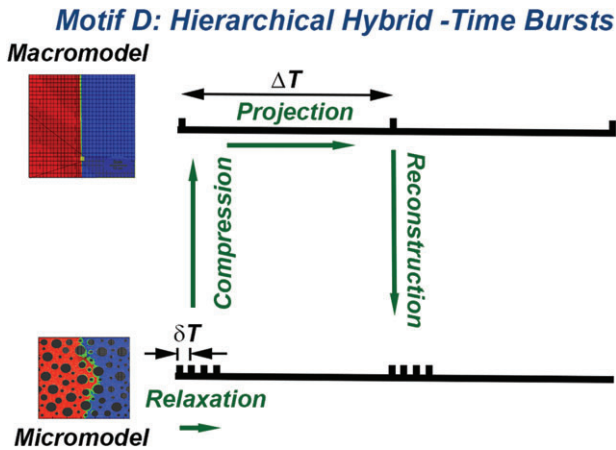 Motif D: Hierarchical Hybrid -Time Bursts
Macromodel
ΔT
Projection
Compression
Reconstruction
δT
Relaxation
Micromodel